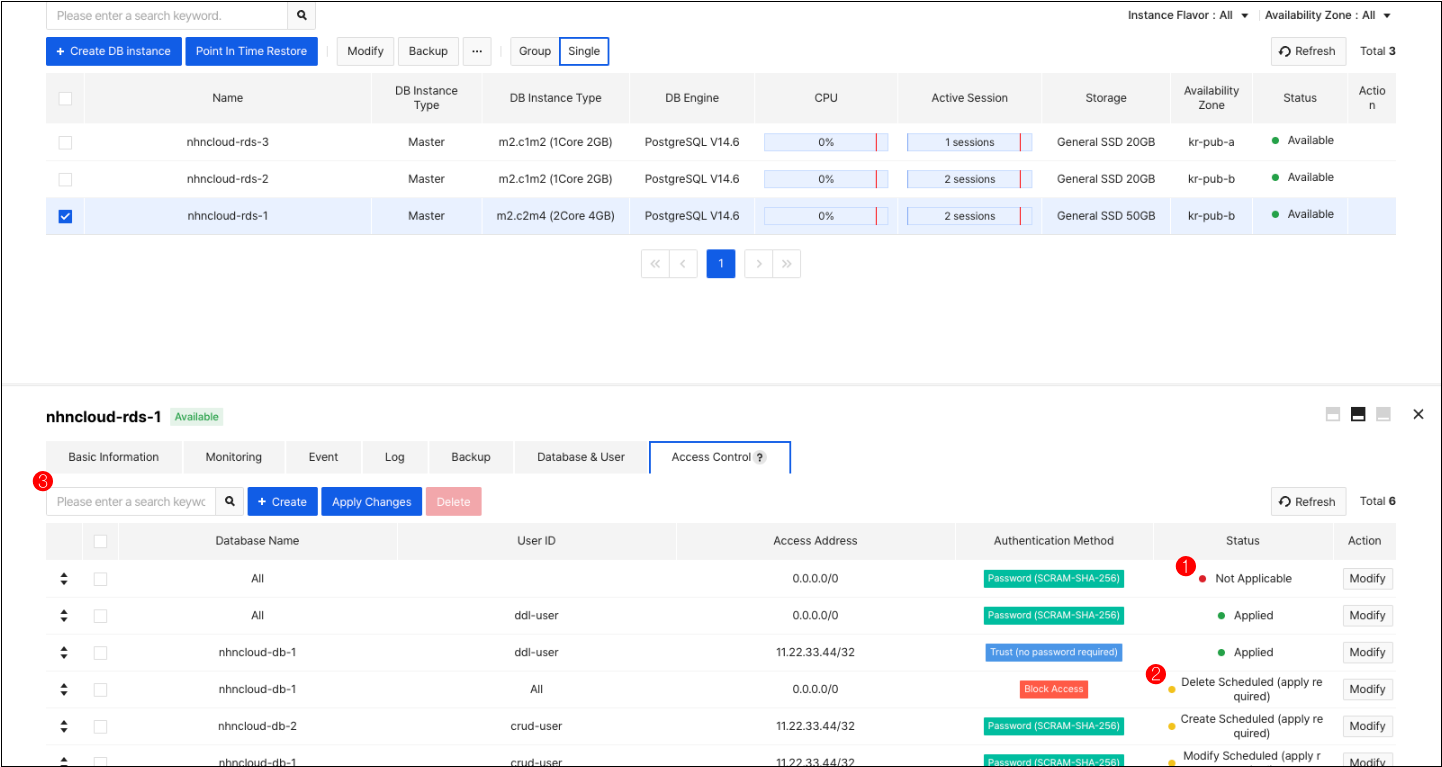 Please enter a search keyword.
Instance Flavor : All
Availability Zone : All
+ Create DB instance
Point In Time Restore
Modify
Backup
···
Group
Single
Refresh
Total 3
Name
DB Instance
Type
DB Instance Type
DB Engine
CPU
Active Session
Storage
Availability
Zone
Status
Actio
n
nhncloud-rds-3 Master m2.c1m2 (1Core 2GB) PostgreSQL V14.6 0% 1 sessions General SSD 20GB kr-pub-a Available
nhncloud-rds-2 Master m2.c1m2 (1Core 2GB) PostgreSQL V14.6 0% 2 sessions General SSD 20GB kr-pub-b Available
nhncloud-rds-1 Master m2.c2m4 (2Core 4GB) PostgreSQL V14.6 0% 2 sessions General SSD 50GB kr-pub-b Available
1
nhncloud-rds-1 Available
Basic Information
Monitoring
Event
Log
Backup
Database & User
Access Control ?
3
Please enter a search keywc
+ Create
Apply Changes
Delete
Refresh
Total 6
Database Name
User ID
Access Address
Authentication Method
Status
Action
1
All 0.0.0.0/0 Password (SCRAM-SHA-256) Not Applicable Modify
All ddl-user 0.0.0.0/0 Password (SCRAM-SHA-256) Applied Modify
nhncloud-db-1 ddl-user 11.22.33.44/32 Trust (no password required) Applied Modify
2
nhncloud-db-1 All 0.0.0.0/0 Block Access Delete Scheduled (apply re
quired) Modify
nhncloud-db-2 crud-user 11.22.33.44/32 Password (SCRAM-SHA-256) Create Scheduled (apply re
quired) Modify
nhncloud-db-1 crud-user 11.22.33.44/32 Password (SCRAM-SHA-256) Modify Scheduled (apply r
Modify